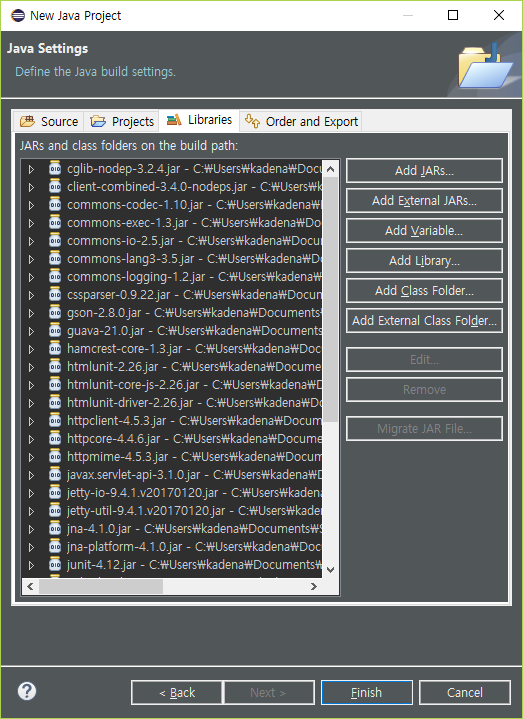 New Java Project
Java Settings
Define the Java build settings.
Source Projects Libraries Order and Export
JARs and class folders on the build path:
cglib-nodep-3.2.4.jar - C:₩Users₩kadena₩Docu
client-combined-3.4.0-nodeps.jar - C:₩Users₩k
commons-codec-1.10.jar - C:₩Users₩kadena₩D
commons-exec-1.3.jar - C:₩Users₩kadena₩Do
commons-io-2.5.jar - C:₩Users₩kadena₩Docum
commons-lang3-3.5.jar - C:₩Users₩kadena₩D
commons-logging-1.2.jar - C:₩Users₩kadena₩
cssparser-0.9.22.jar - C:₩Users₩kadena₩Docum
gson-2.8.0.jar - C:₩Users₩kadena₩Documents₩
guava-21.0.jar - C:₩Users₩kadena₩Documents₩
hamcrest-core-1.3.jar - C:₩Users₩kadena₩Doc
htmlunit-2.26.jar - C:₩Users₩kadena₩Docume
htmlunit-core-js-2.26.jar - C:₩Users₩kadena₩
htmlunit-driver-2.26.jar - C:₩Users₩kadena₩D
httpclient-4.5.3.jar - C:₩Users₩kadena₩Docum
httpcore-4.4.6.jar - C:₩Users₩kadena₩Docume
httpmime-4.5.3.jar - C:₩Users₩kadena₩Docum
javax.servlet-api-3.1.0.jar - C:₩Users₩kadena₩
jetty-io-9.4.1.v20170120.jar - C:₩Users₩kadena
jetty-util-9.4.1.v20170120.jar - C:₩Users₩kaden
jna-4.1.0.jar - C:₩Users₩kadena₩Documents₩S
jna-platform-4.1.0.jar - C:₩Users₩kadena₩Do
junit-4.12.jar - C:₩Users₩kadena₩Documents₩
Add JARs...
Add External JARs...
Add Variable...
Add Library...
Add Class Folder...
Add External Class Folder...
Edit...
Remove
Migrate JAR File...
? < Back Next > Finish Cancel